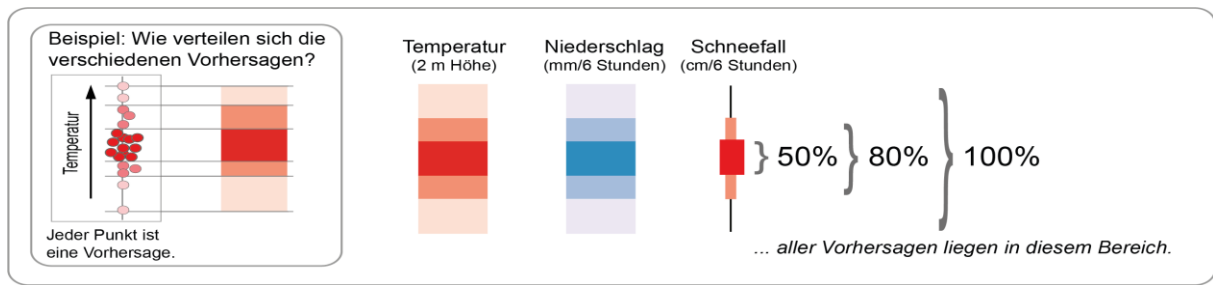 Beispiel: Wie verteilen sich die
verschiedenen Vorhersagen?
Temperatur
Jeder Punkt ist
eine Vorhersage.
Temperatur
(2 m Höhe)
Niederschlag
(mm/6 Stunden)
Schneefall
(cm/6 Stunden)
50%
80%
100%
... aller Vorhersagen liegen in diesem Bereich.